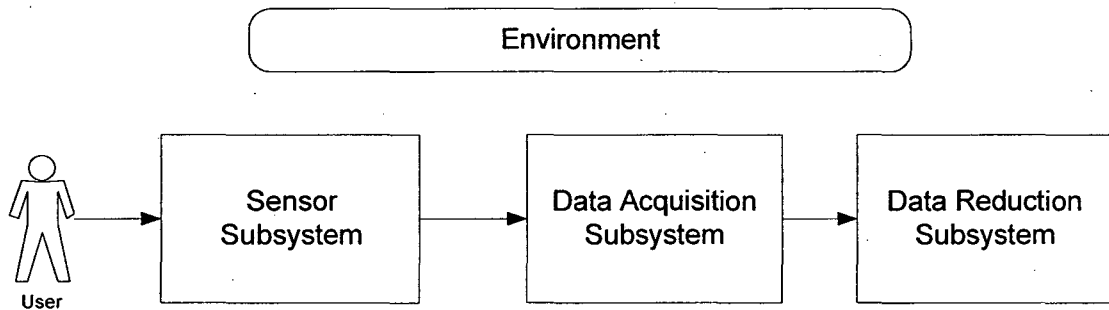 Environment
Sensor
Subsystem
Data Acquisition
Subsystem
Data Reduction
Subsystem
User